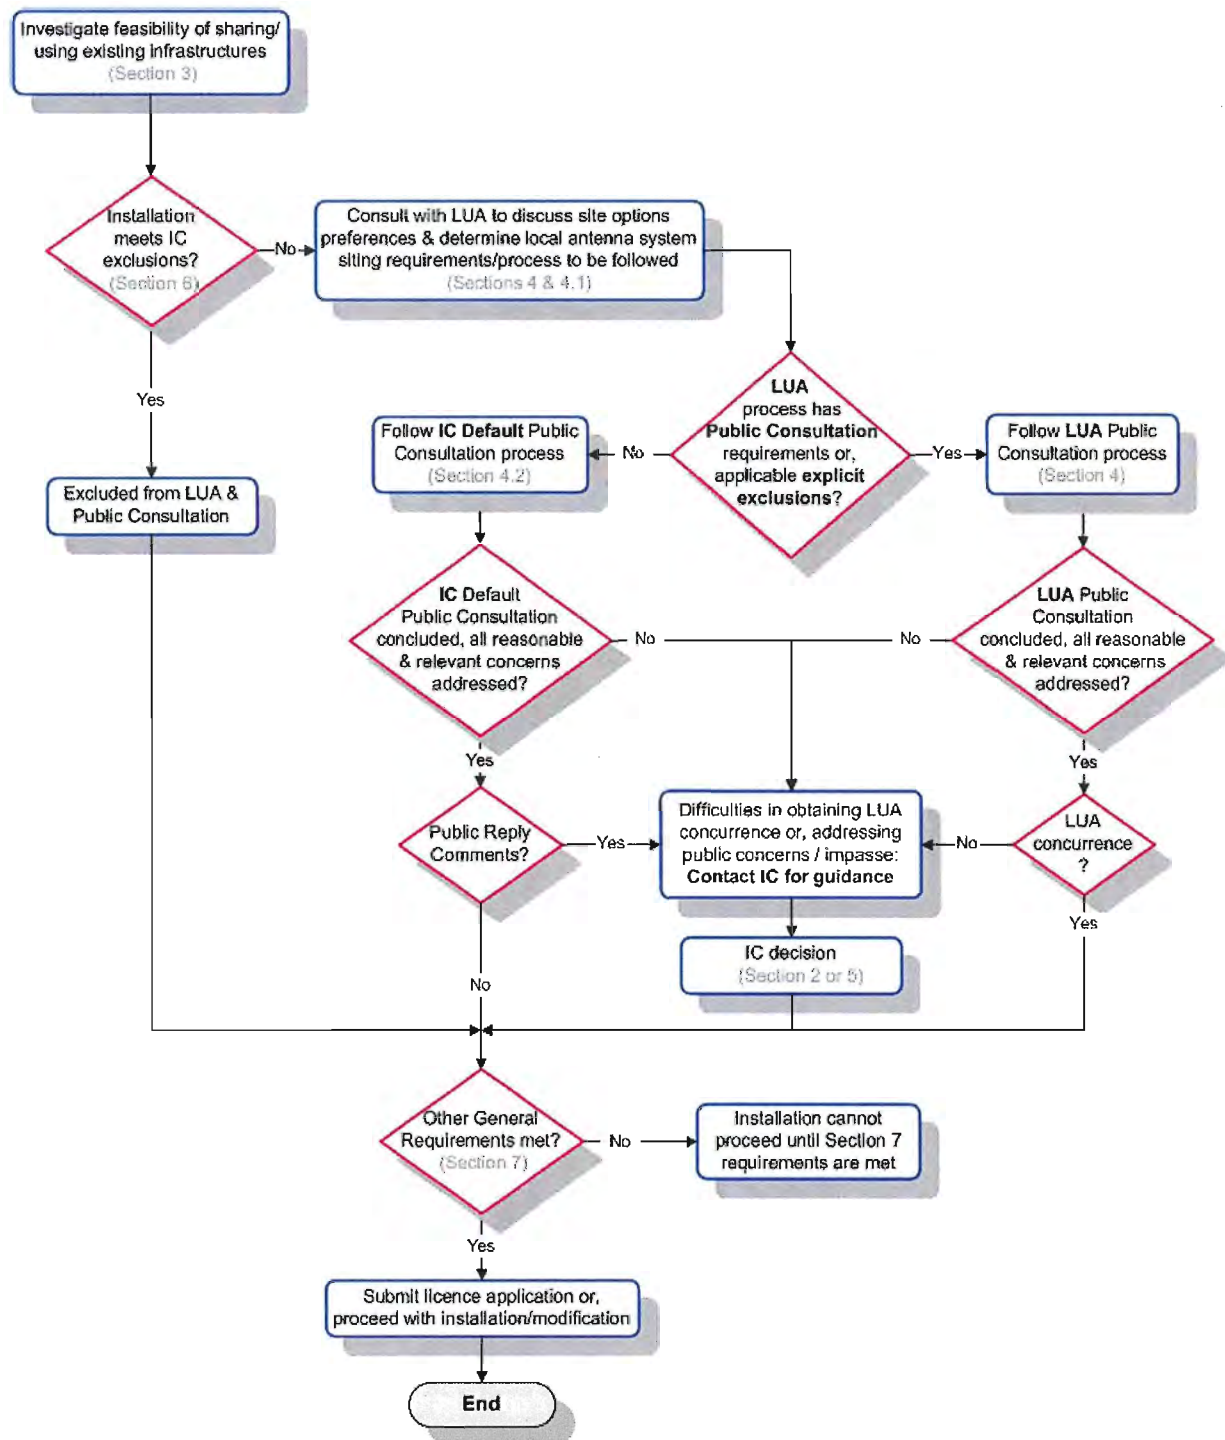 Investigate feasibility of sharing/
using existing infrastructures
(Section 3)
Installation
meets IC
exclusions?
(Section 6)
No
Consult with LUA to discuss site options
preferences & determine local antenna system
siting requirements/process to be followed
(Sections 4 & 4.1)
Yes
LUA
process has
Public Consultation
requirements or,
applicable explicit
exclusions?
No
Yes
Follow IC Default Public
Consultation process
(Section 4.2)
Follow LUA Public
Consultation process
(Section 4)
Excluded from LUA &
Public Consultation
IC Default
Public Consultation
concluded, all reasonable
& relevant concerns
addressed?
No
No
LUA Public
Consultation
concluded, all reasonable
& relevant concerns
addressed?
Yes
Yes
Public Reply
Comments?
Yes
Difficulties in obtaining LUA
concurrence or, addressing
public concerns / impasse:
Contact IC for guidance
No
LUA
concurrence
?
Yes
IC decision
(Section 2 or 5)
No
Other General
Requirements met?
(Section 7)
No
Installation cannot
proceed until Section 7
requirements are met
Yes
Submit licence application or,
proceed with installation/modification
End